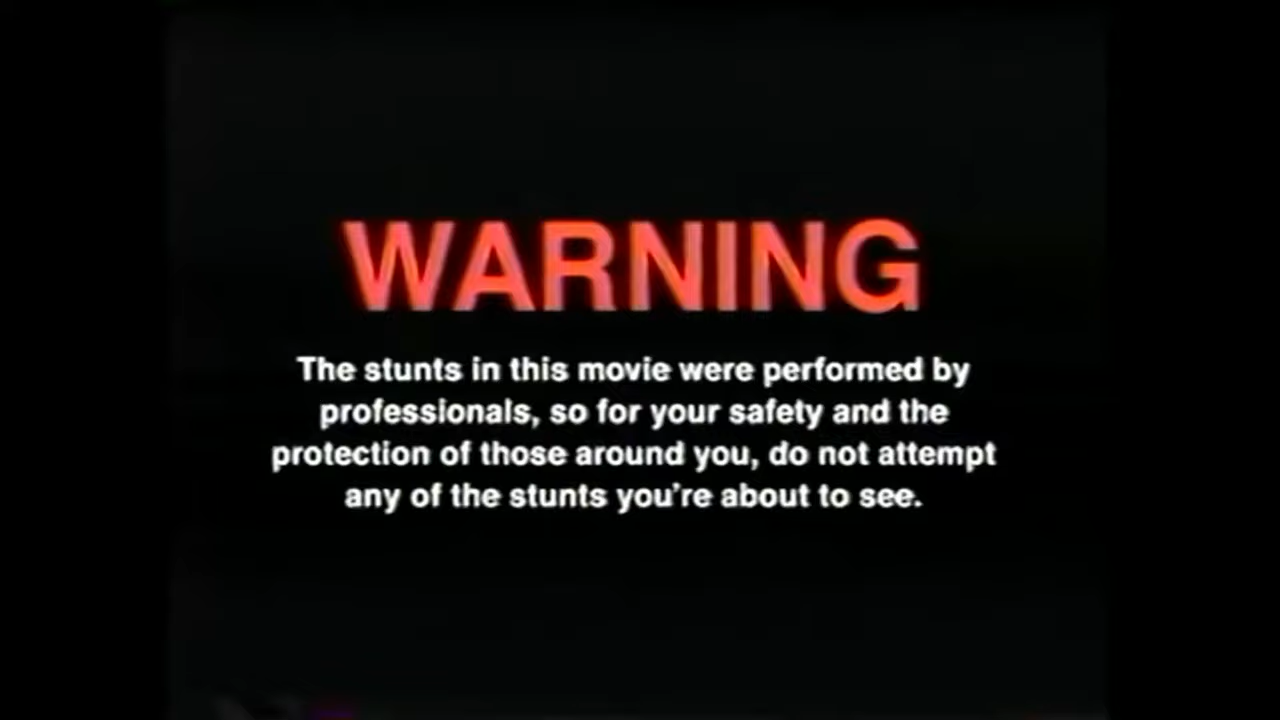 WARNING
The stunts in this movie were performed by
professionals, so for your safety and the
protection of those around you, do not attempt
any of the stunts you're about to see.